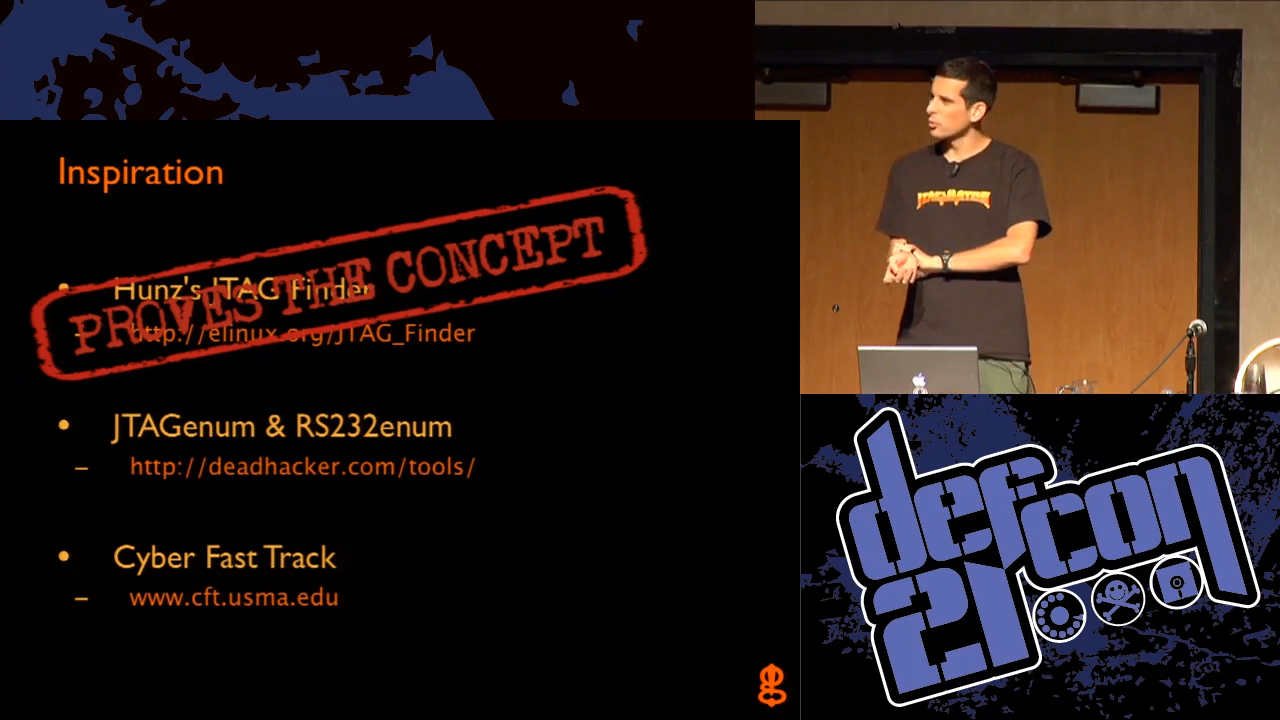 Inspiration
PROVES THE CONCEPT
• Hunz's JTAG Finder
– http://elinux.org/JTAG_Finder
• JTAGenum & RS232enum
– http://deadhacker.com/tools/
• Cyber Fast Track
– www.cft.usma.edu
JTAGULATOR
defcon
21